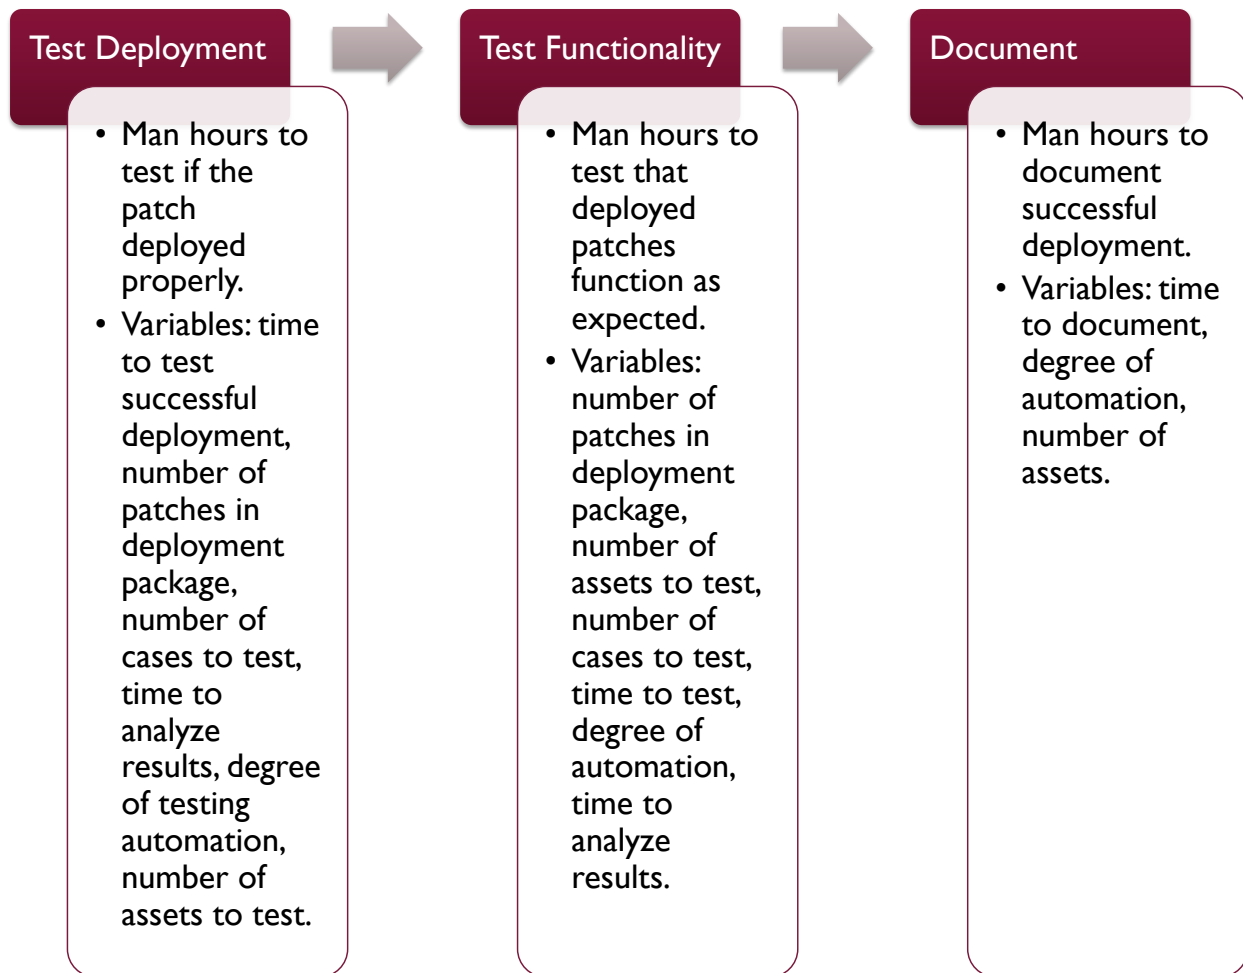 Test Deployment
• Man hours to
test if the
patch
deployed
properly.
• Variables: time
to test
successful
deployment,
number of
patches in
deployment
package,
number of
cases to test,
time to
analyze
results, degree
of testing
automation,
number of
assets to test.
Test Functionality
• Man hours to
test that
deployed
patches
function as
expected.
• Variables:
number of
patches in
deployment
package,
number of
assets to test,
number of
cases to test,
time to test,
degree of
automation,
time to
analyze
results.
Document
• Man hours to
document
successful
deployment.
• Variables: time
to document,
degree of
automation,
number of
assets.